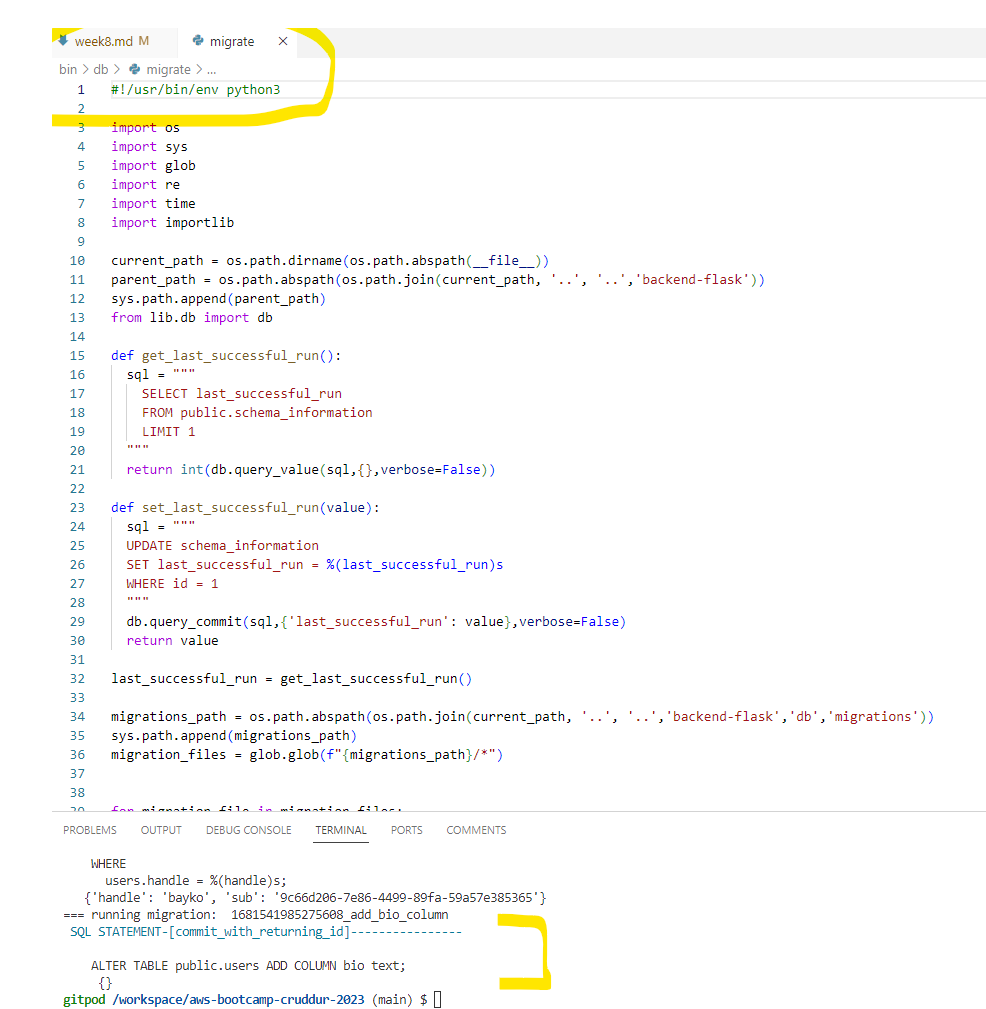 week8.md M migrate
bin > db > migrate > ...
1 #!/usr/bin/env python3
2
3 import os
4 import sys
5 import glob
6 import re
7 import time
8 import importlib
9
10 current_path = os.path.dirname(os.path.abspath(__file__))
11 parent_path = os.path.abspath(os.path.join(current_path, '..', '..','backend-flask'))
12 sys.path.append(parent_path)
13 from lib.db import db
14
15 def get_last_successful_run():
16   sql = """
17     SELECT last_successful_run
18     FROM public.schema_information
19     LIMIT 1
20   """
21   return int(db.query_value(sql,{},verbose=False))
22
23 def set_last_successful_run(value):
24   sql = """
25   UPDATE schema_information
26   SET last_successful_run = %(last_successful_run)s
27   WHERE id = 1
28   """
29   db.query_commit(sql,{'last_successful_run': value},verbose=False)
30   return value
31
32 last_successful_run = get_last_successful_run()
33
34 migrations_path = os.path.abspath(os.path.join(current_path, '..', '..','backend-flask','db','migrations'))
35 sys.path.append(migrations_path)
36 migration_files = glob.glob(f"{migrations_path}/*")
37
38
39 for migration_file in migration_files:
PROBLEMS OUTPUT DEBUG CONSOLE TERMINAL PORTS COMMENTS
WHERE
users.handle = %(handle)s;
{'handle': 'bayko', 'sub': '9c66d206-7e86-4499-89fa-59a57e385365'}
=== running migration:  1681541985275608_add_bio_column
SQL STATEMENT-[commit_with_returning_id]----------------
ALTER TABLE public.users ADD COLUMN bio text;
{}
gitpod /workspace/aws-bootcamp-cruddur-2023 (main) $